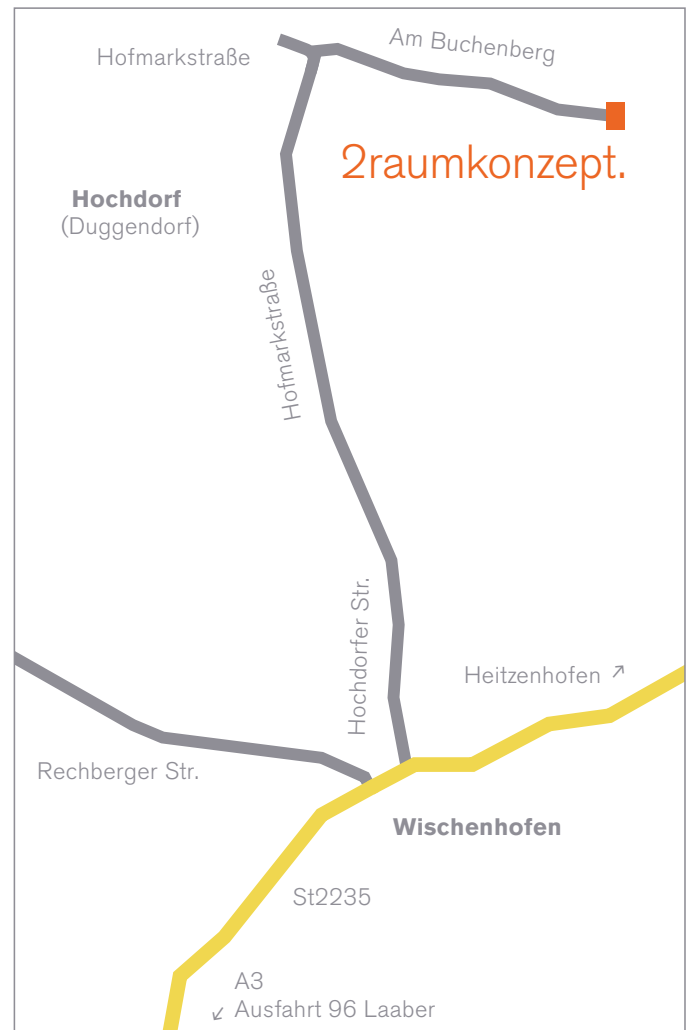 Am Buchenberg
Hofmarkstraße
2raumkonzept.
Hochdorf
(Duggendorf)
Hofmarkstraße
Hochdorfer Str.
Heitzenhofen ↗
Rechberger Str.
Wischenhofen
St2235
A3
↙ Ausfahrt 96 Laaber